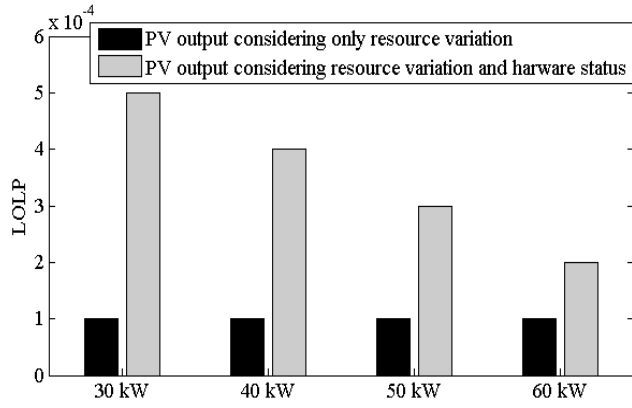 x 10^-4
6
PV output considering only resource variation
PV output considering resource variation and harware status
5
4
3
2
1
0
LOLP
30 kW 40 kW 50 kW 60 kW